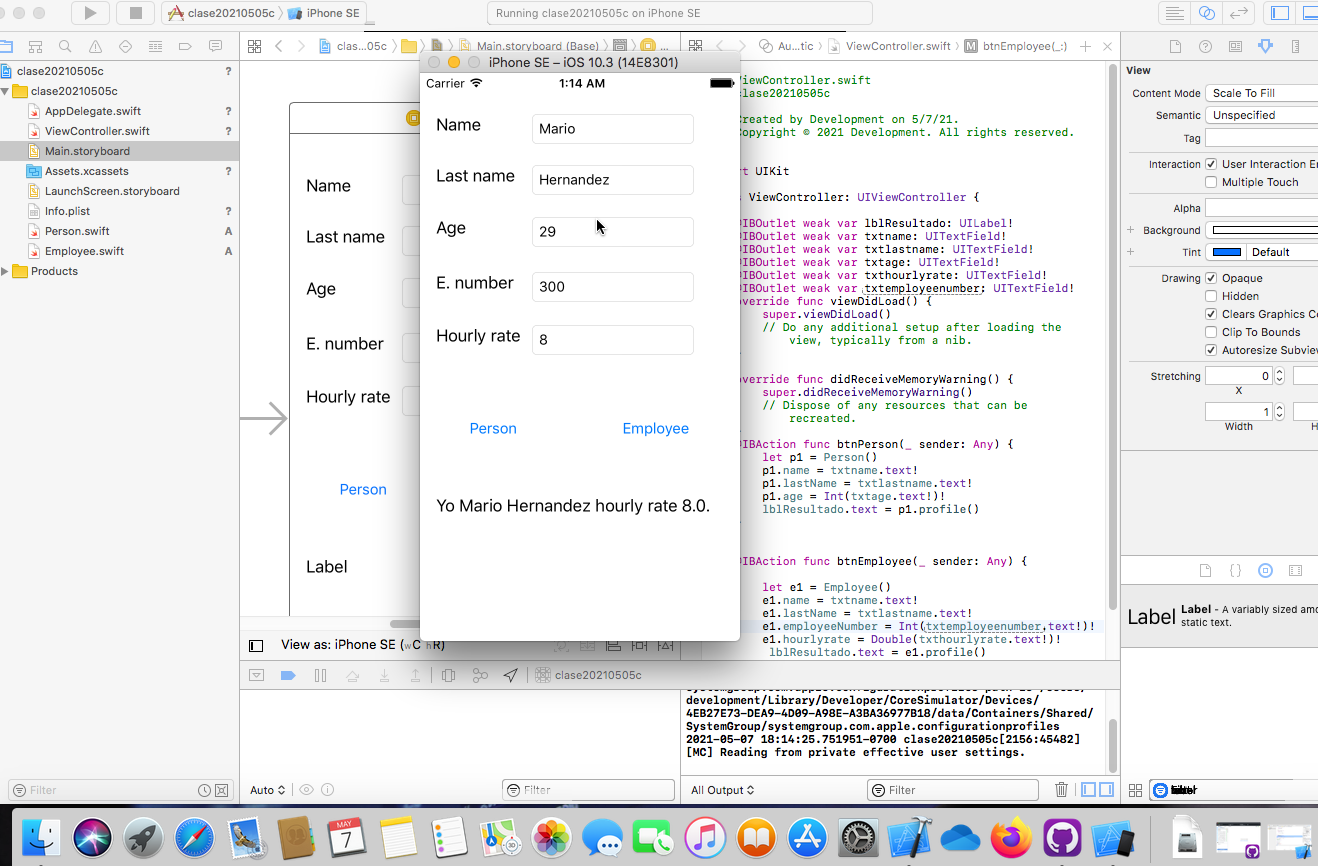 clase20210505c
iPhone SE
Running clase20210505c on iPhone SE
clas…05c
Main.storyboard (Base)
Au…tic
ViewController.swift
btnEmployee(_:)
clase20210505c
?
clase20210505c
AppDelegate.swift
?
ViewController.swift
?
Main.storyboard
Assets.xcassets
?
LaunchScreen.storyboard
Info.plist
?
Person.swift
A
Employee.swift
A
Products
Name
Last name
Age
E. number
Hourly rate
Person
Label
View as: iPhone SE (wC hR)
iPhone SE – iOS 10.3 (14E8301)
Carrier
1:14 AM
Name
Mario
Last name
Hernandez
Age
29
E. number
300
Hourly rate
8
Person
Employee
Yo Mario Hernandez hourly rate 8.0.
ViewController.swift
clase20210505c
Created by Development on 5/7/21.
Copyright © 2021 Development. All rights reserved.
rt UIKit
s ViewController: UIViewController {
@IBOutlet weak var lblResultado: UILabel!
@IBOutlet weak var txtname: UITextField!
@IBOutlet weak var txtlastname: UITextField!
@IBOutlet weak var txtage: UITextField!
@IBOutlet weak var txthourlyrate: UITextField!
@IBOutlet weak var txtemployeenumber: UITextField!
override func viewDidLoad() {
super.viewDidLoad()
// Do any additional setup after loading the
view, typically from a nib.
override func didReceiveMemoryWarning() {
super.didReceiveMemoryWarning()
// Dispose of any resources that can be
recreated.
@IBAction func btnPerson(_ sender: Any) {
let p1 = Person()
p1.name = txtname.text!
p1.lastName = txtlastname.text!
p1.age = Int(txtage.text!)!
lblResultado.text = p1.profile()
@IBAction func btnEmployee(_ sender: Any) {
let e1 = Employee()
e1.name = txtname.text!
e1.lastName = txtlastname.text!
e1.employeeNumber = Int(txtemployeenumber.text!)!
e1.hourlyrate = Double(txthourlyrate.text!)!
lblResultado.text = e1.profile()
clase20210505c
development/Library/Developer/CoreSimulator/Devices/
4EB27E73-DEA9-4D09-A98E-A3BA36977B18/data/Containers/Shared/
SystemGroup/systemgroup.com.apple.configurationprofiles
2021-05-07 18:14:25.751951-0700 clase20210505c[2156:45482]
[MC] Reading from private effective user settings.
View
Content Mode
Scale To Fill
Semantic
Unspecified
Tag
Interaction
User Interaction En
Multiple Touch
Alpha
Background
Tint
Default
Drawing
Opaque
Hidden
Clears Graphics Co
Clip To Bounds
Autoresize Subview
Stretching
0
X
1
Width
H
{}
Label
Label - A variably sized amo
static text.
Filter
Auto
Filter
All Output
Filter
MAY
7